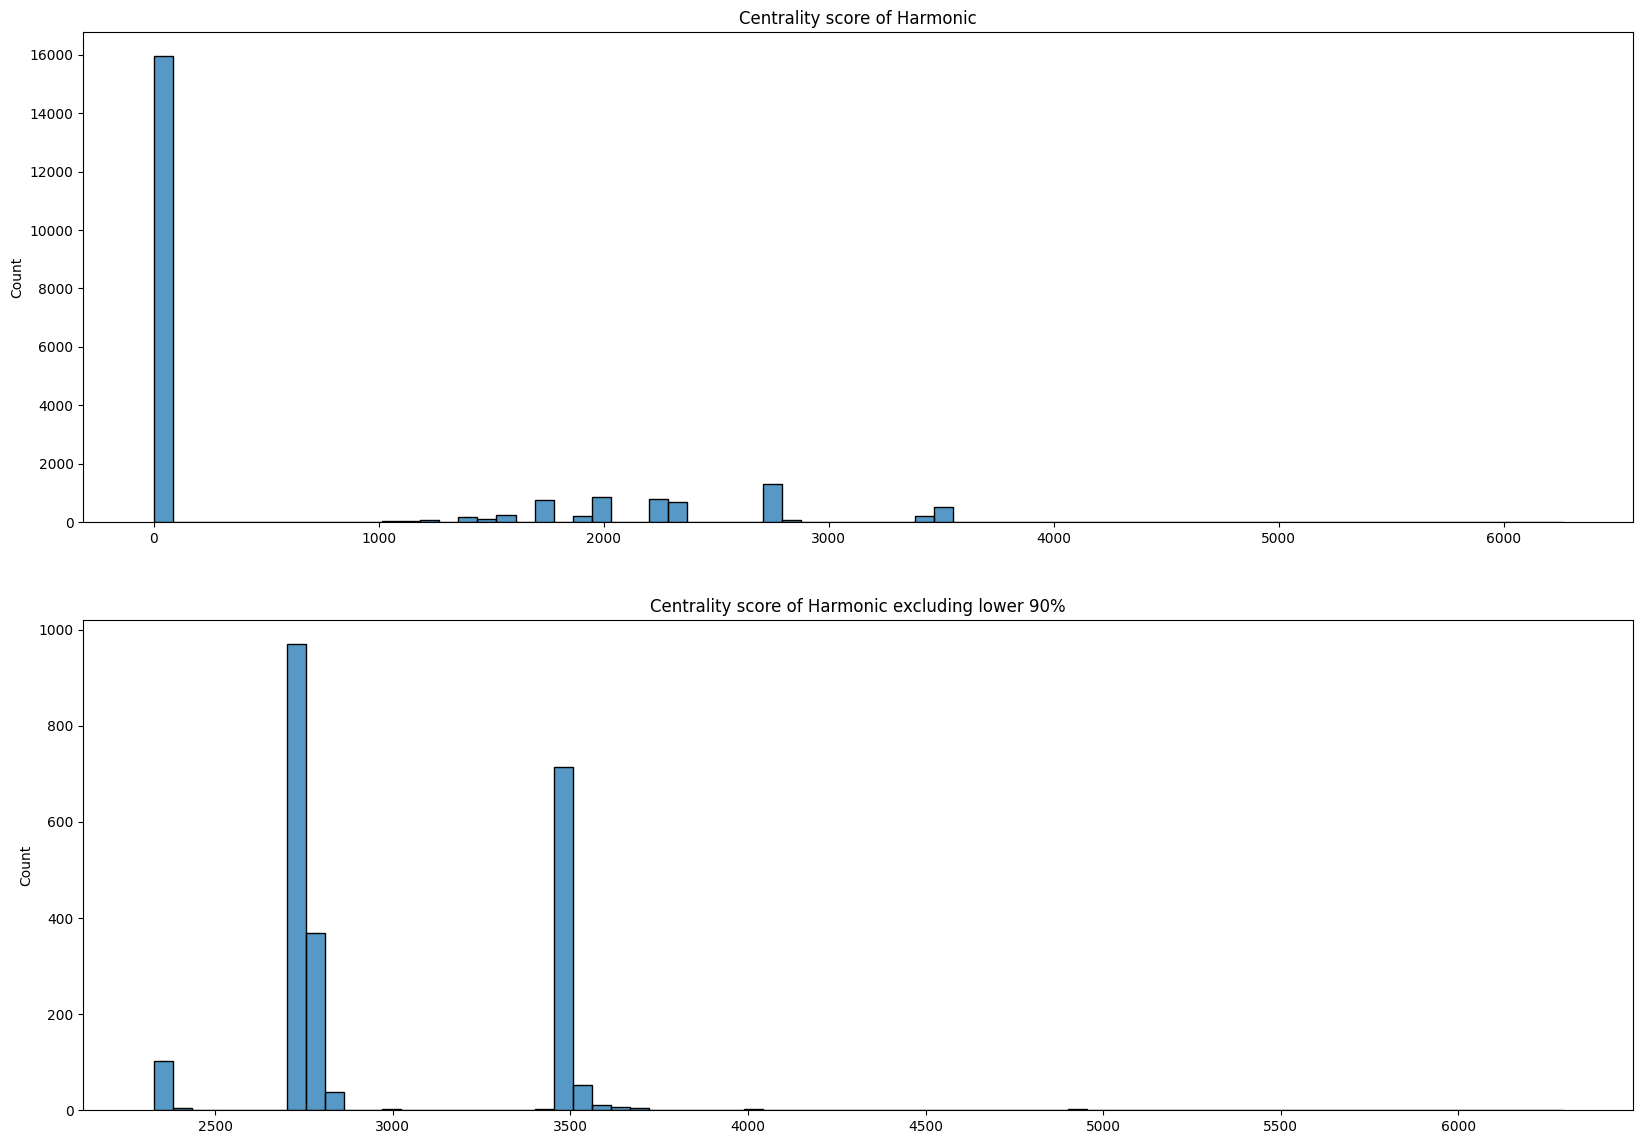 Centrality score of Harmonic
16000
14000
12000
10000
8000
6000
4000
2000
0
Count
0 1000 2000 3000 4000 5000 6000
Centrality score of Harmonic excluding lower 90%
1000
800
600
400
200
0
Count
2500 3000 3500 4000 4500 5000 5500 6000